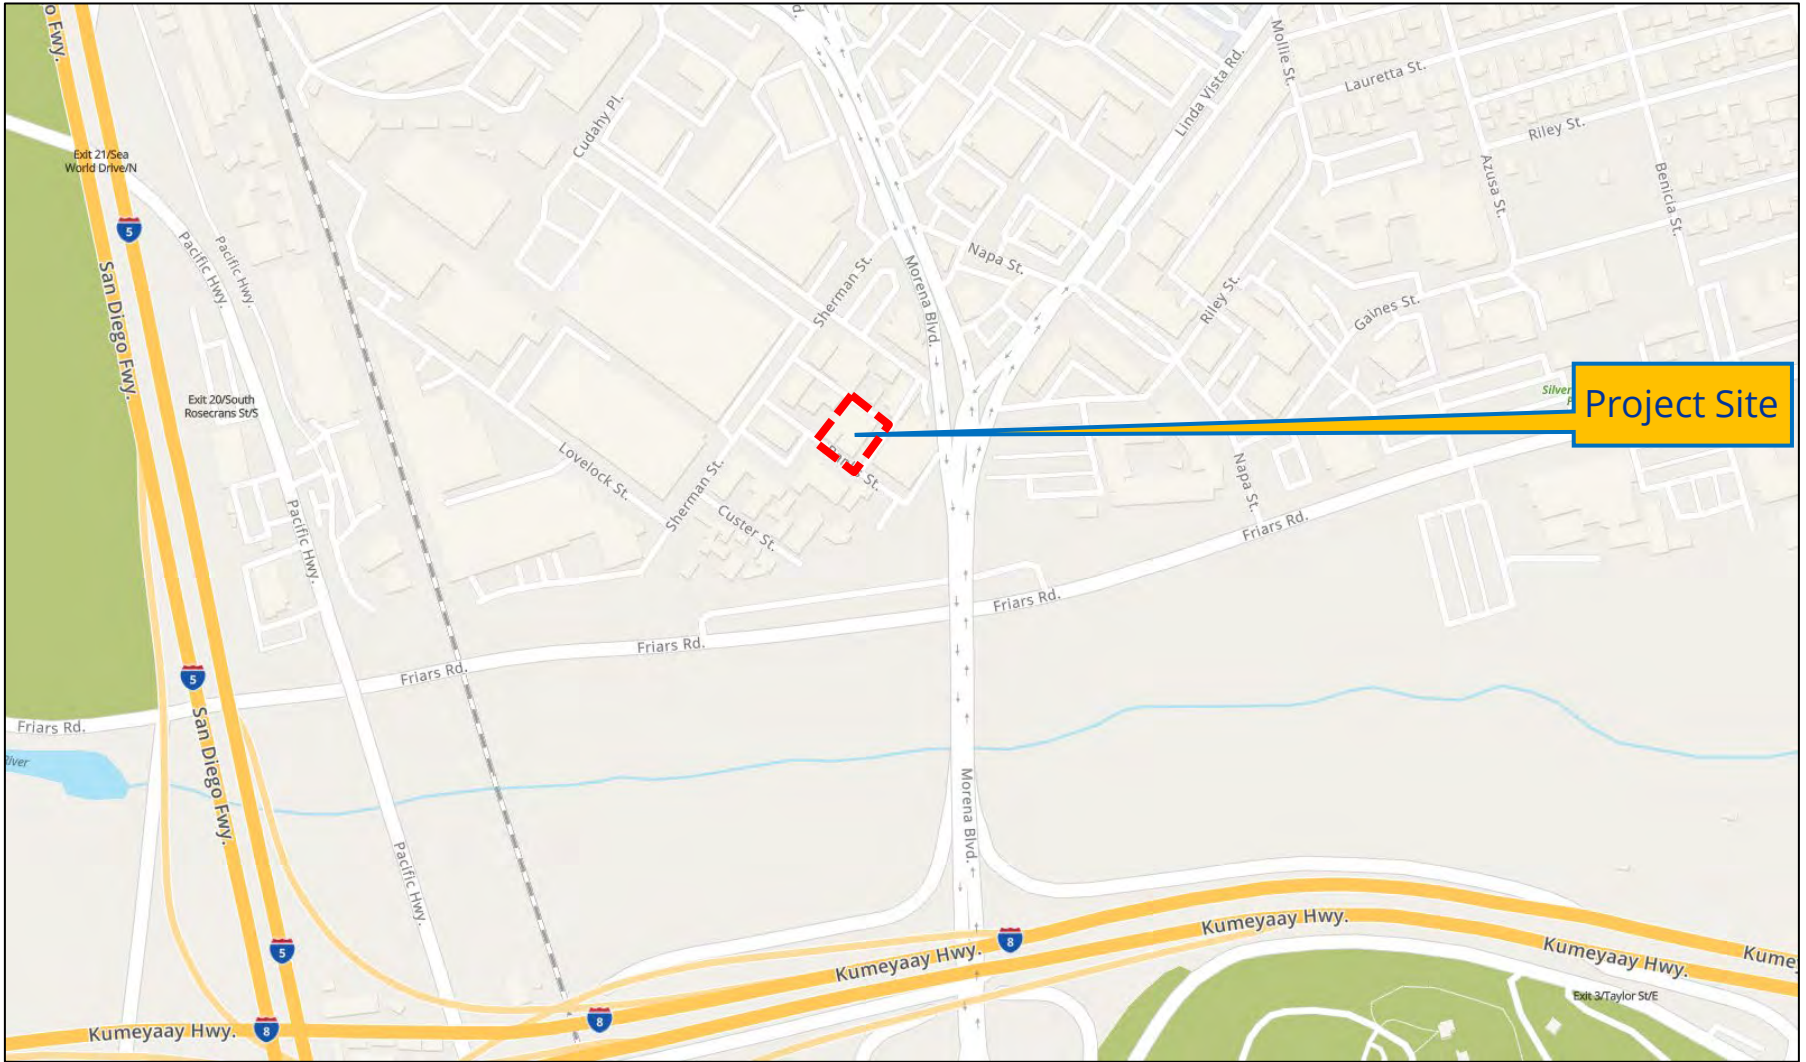 o Fwy.
d.
Mollie St.
Lauretta St.
Linda Vista Rd.
Cudahy Pl.
Riley St.
Exit 21/Sea
World Drive/N
Azusa St.
Benicia St.
5
Pacific Hwy.
Pacific Hwy.
San Diego Fwy.
Sherman St.
Morena Blvd.
Napa St.
Riley St.
Gaines St.
Exit 20/South
Rosecrans St/S
Silver
Project Site
Lovelock St.
Sherman St.
St.
Custer St.
Napa St.
Friars Rd.
Pacific Hwy.
Friars Rd.
Friars Rd.
Friars Rd.
5
Friars Rd.
San Diego Fwy.
River
Morena Blvd.
Pacific Hwy.
Kumeyaay Hwy.
8
Kumeyaay Hwy.
Kumeyaay Hwy.
Kume
5
Exit 3/Taylor St/E
8
8
Kumeyaay Hwy.